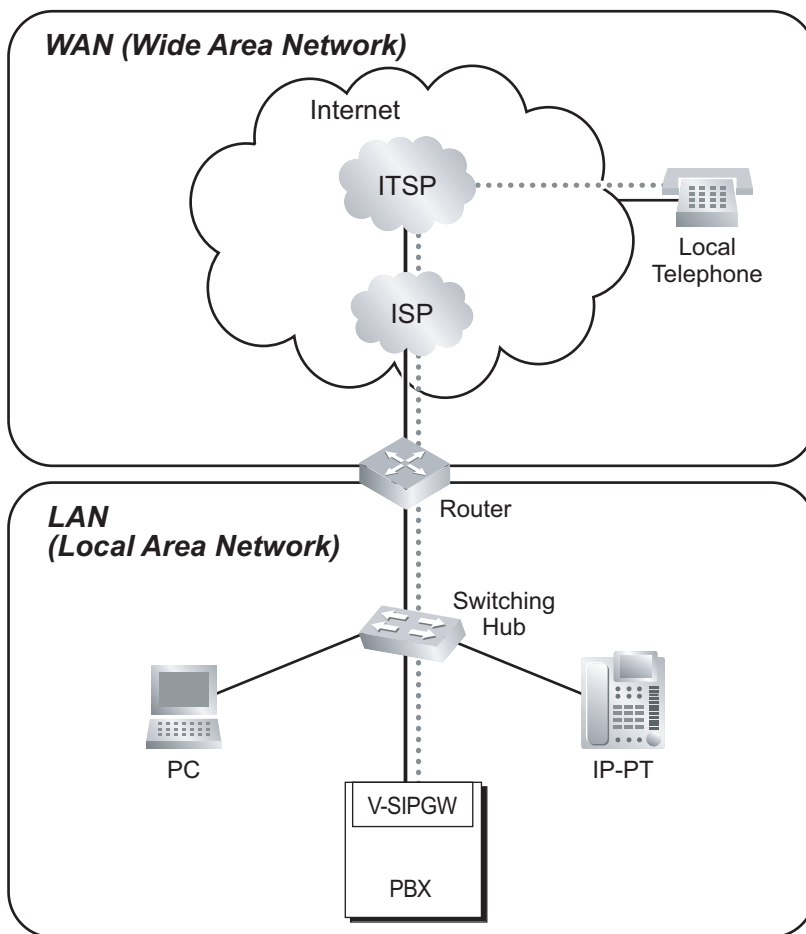 WAN (Wide Area Network)
Internet
ITSP
Local
Telephone
ISP
Router
LAN
(Local Area Network)
Switching
Hub
PC
IP-PT
V-SIPGW
PBX